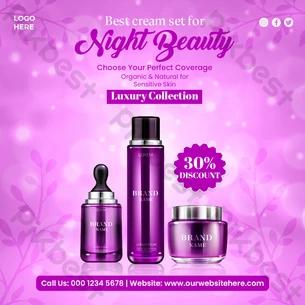 LOGO
HERE
Best cream set for
Night Beauty
Choose Your Perfect Coverage
Organic & Natural for
Sensitive Skin
Luxury Collection
30%
DISCOUNT
BRAND
NAME
BRAND
NAME
BRAND
NAME
Call Us: 000 1234 5678 | Website: www.ourwebsitehere.com